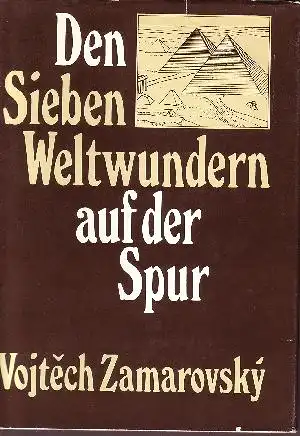 Den
Sieben
Weltwundern
auf der
Spur
Vojtěch Zamarovský